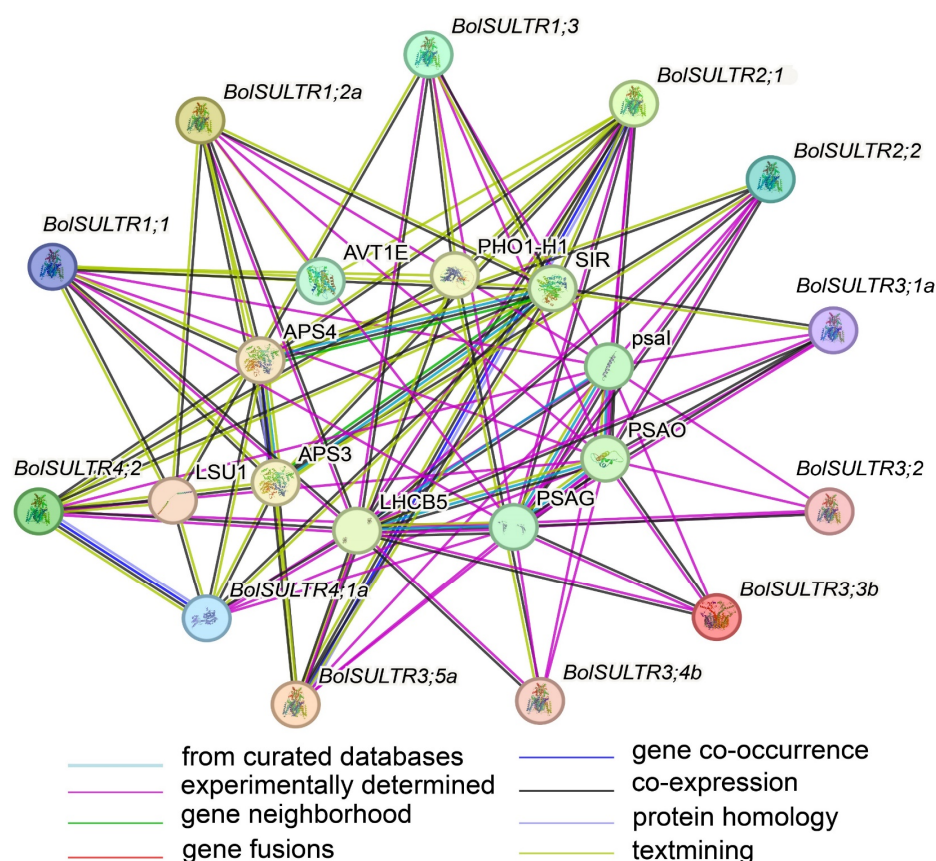 BolSULTR1;3
BolSULTR2;1
BolSULTR1;2a
BolSULTR2;2
BolSULTR1;1
AVT1E
PHO1-H1
SIR
BolSULTR3;1a
APS4
psaI
PSAO
BolSULTR4;2
LSU1
APS3
BolSULTR3;2
LHCB5
PSAG
BolSULTR4;1a
BolSULTR3;3b
BolSULTR3;5a
BolSULTR3;4b
from curated databases
experimentally determined
gene neighborhood
gene fusions
gene co-occurrence
co-expression
protein homology
textmining